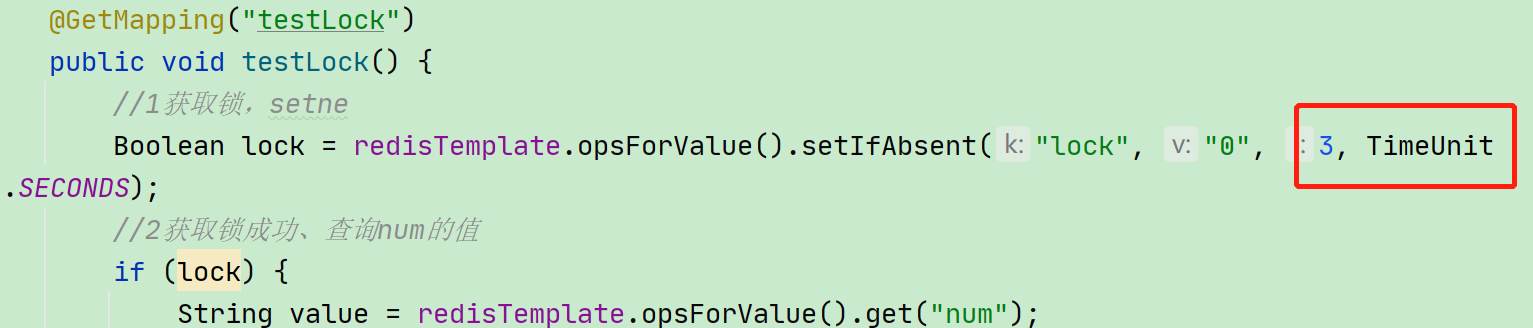 @GetMapping("testLock")
public void testLock() {
//1获取锁，setne
Boolean lock = redisTemplate.opsForValue().setIfAbsent( k: "lock", v: "0", : 3, TimeUnit
.SECONDS);
//2获取锁成功、查询num的值
if (lock) {
String value = redisTemplate.opsForValue().get("num");